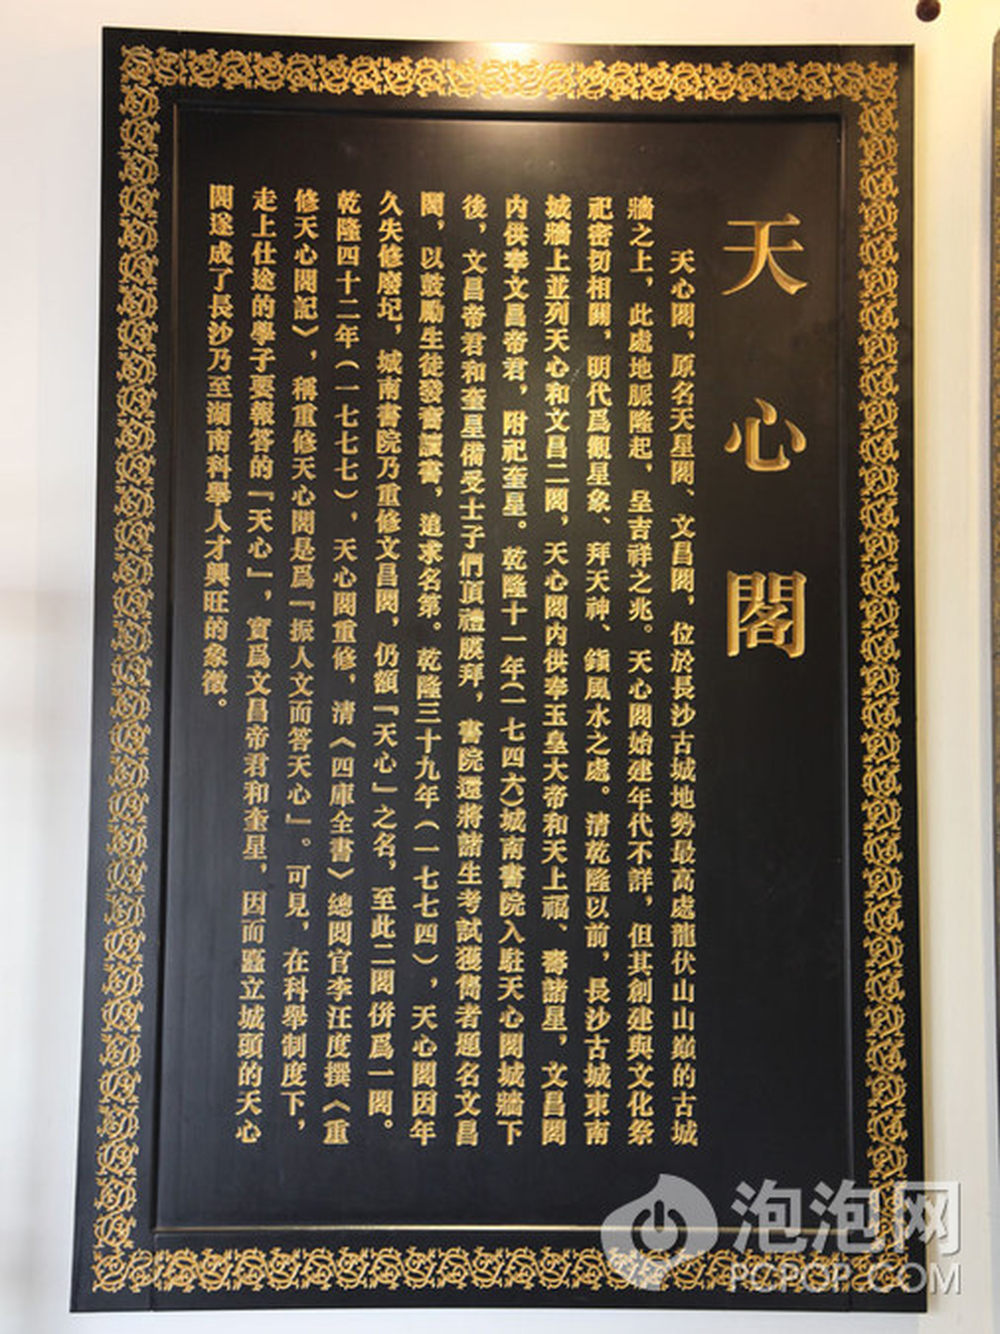 天心閣
天心閣，原名天星閣、文昌閣，位於長沙古城地勢最高處龍伏山山巔的古城
牆之上，此處地脈隆起，呈吉祥之兆。天心閣始建年代不詳，但其創建與文化祭
祀密切相關，明代爲觀星象、拜天神、鎮風水之處。清乾隆以前，長沙古城東南
城牆上並列天心和文昌二閣，天心閣内供奉玉皇大帝和天上福、壽諸星，文昌閣
内供奉文昌帝君，附祀奎星。乾隆十一年(一七四六)城南書院入駐天心閣城牆下
後，文昌帝君和奎星備受士子們頂禮膜拜，書院還將諸生考試獲雋者題名文昌
閣，以鼓勵生徒發奮讀書，追求名第。乾隆三十九年(一七七四)，天心閣因年
久失修廢圮，城南書院乃重修文昌閣，仍額『天心』之名，至此二閣併爲一閣。
乾隆四十二年(一七七七)，天心閣重修，清《四庫全書》總閱官李汪度撰《重
修天心閣記》，稱重修天心閣是爲『振人文而答天心』。可見，在科舉制度下，
走上仕途的學子要報答的『天心』，實爲文昌帝君和奎星，因而矗立城頭的天心
閣遂成了長沙乃至湖南科舉人才興旺的象徵。
泡泡网
PCPOP.COM